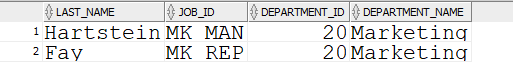 LAST_NAME JOB_ID DEPARTMENT_ID DEPARTMENT_NAME
1 Hartstein MK_MAN 20 Marketing
2 Fay MK_REP 20 Marketing